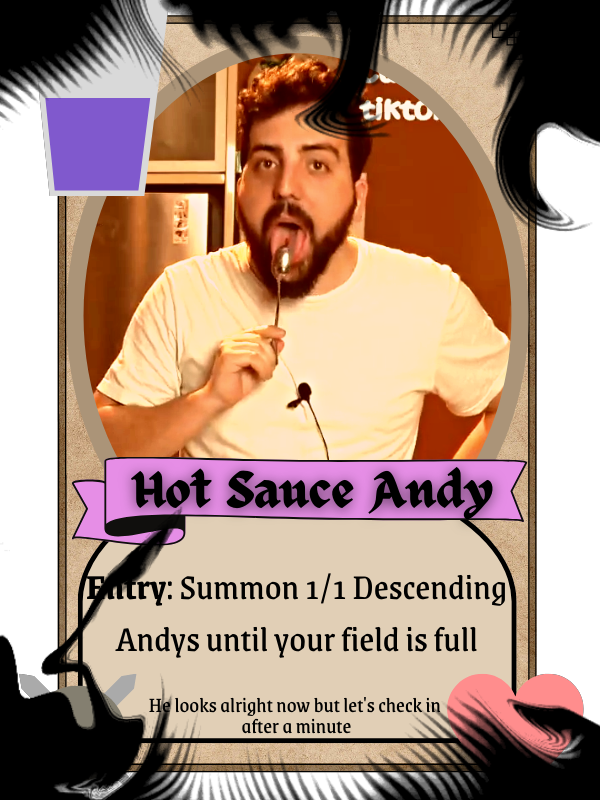 tiktok
Hot Sauce Andy
Entry: Summon 1/1 Descending
Andys until your field is full
He looks alright now but let's check in
after a minute